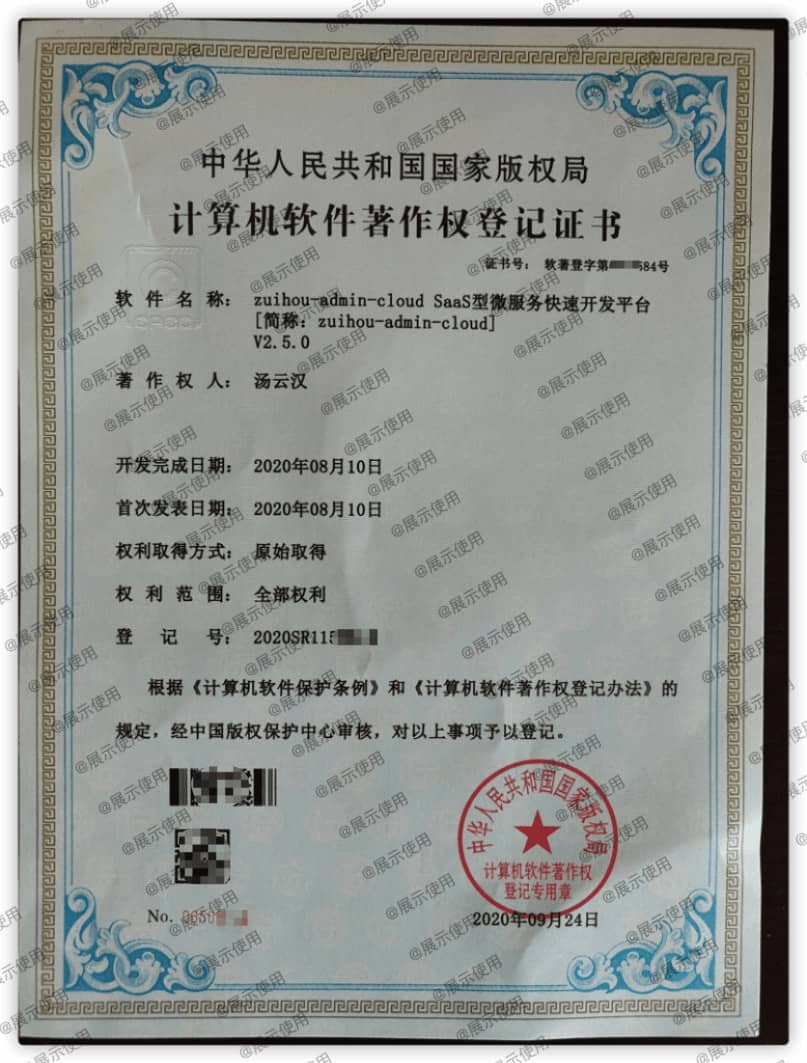 中华人民共和国国家版权局
计算机软件著作权登记证书
证书号： 软著登字第584号
软件名称： zuihou-admin-cloud SaaS型微服务快速开发平台
[简称：zuihou-admin-cloud]
V2.5.0
著作权人： 汤云汉
开发完成日期： 2020年08月10日
首次发表日期： 2020年08月10日
权利取得方式： 原始取得
权利范围： 全部权利
登记号： 2020SR115
根据《计算机软件保护条例》和《计算机软件著作权登记办法》的
规定，经中国版权保护中心审核，对以上事项予以登记。
中华人民共和国国家版权局
计算机软件著作权
登记专用章
No.
2020年09月24日
@展示使用